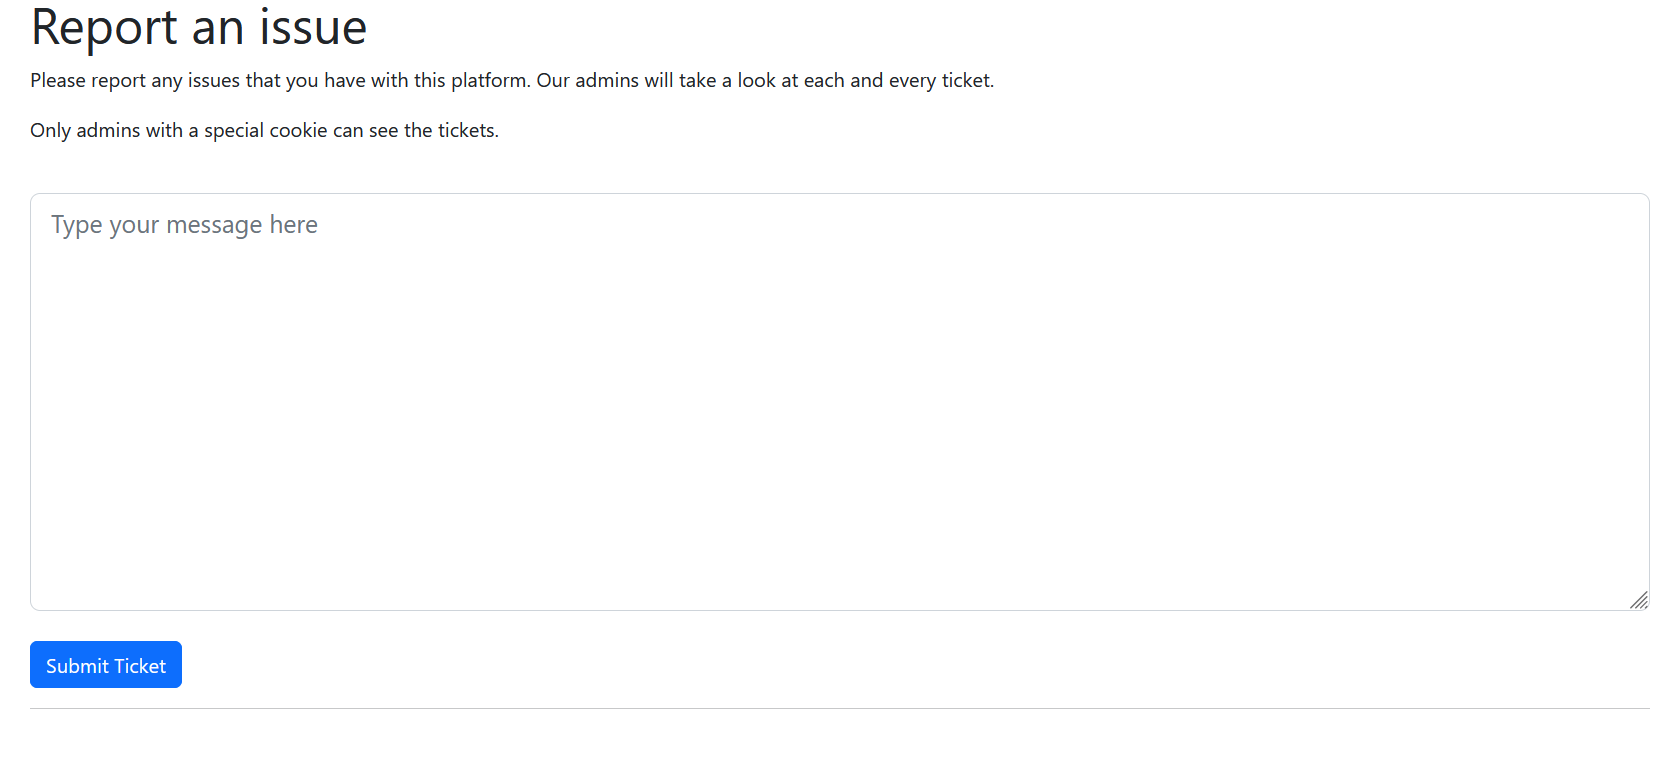 Report an issue
Please report any issues that you have with this platform. Our admins will take a look at each and every ticket.
Only admins with a special cookie can see the tickets.
Type your message here
Submit Ticket